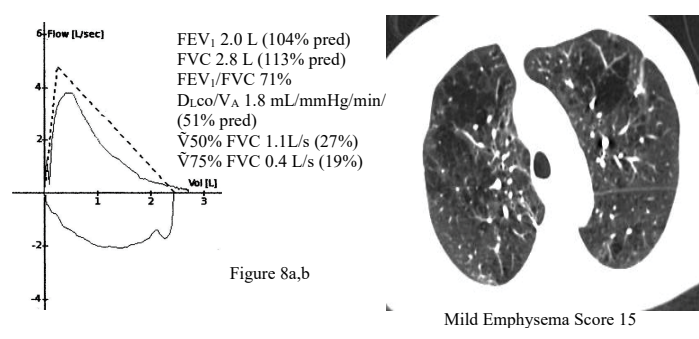 Flow [L/sec]
6
4
2
-2
-4
1
2
3
Vol [L]
FEV₁ 2.0 L (104% pred)
FVC 2.8 L (113% pred)
FEV₁/FVC 71%
DLco/VA 1.8 mL/mmHg/min/
(51% pred)
Ṽ50% FVC 1.1L/s (27%)
Ṽ75% FVC 0.4 L/s (19%)
Figure 8a,b
Mild Emphysema Score 15